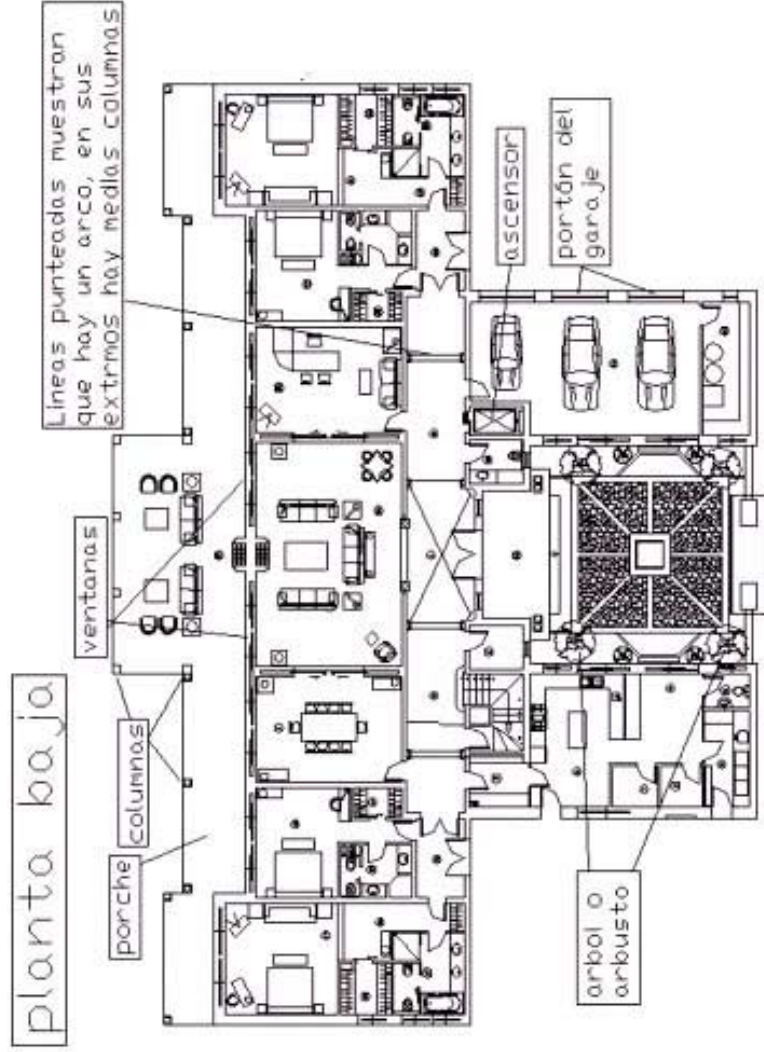 planta baja
porche
columnas
ventanas
Lineas punteadas muestran
que hay un arco, en sus
extrmos hay medias columnas
arbol o
arbusto
ascensor
portón del
garaje